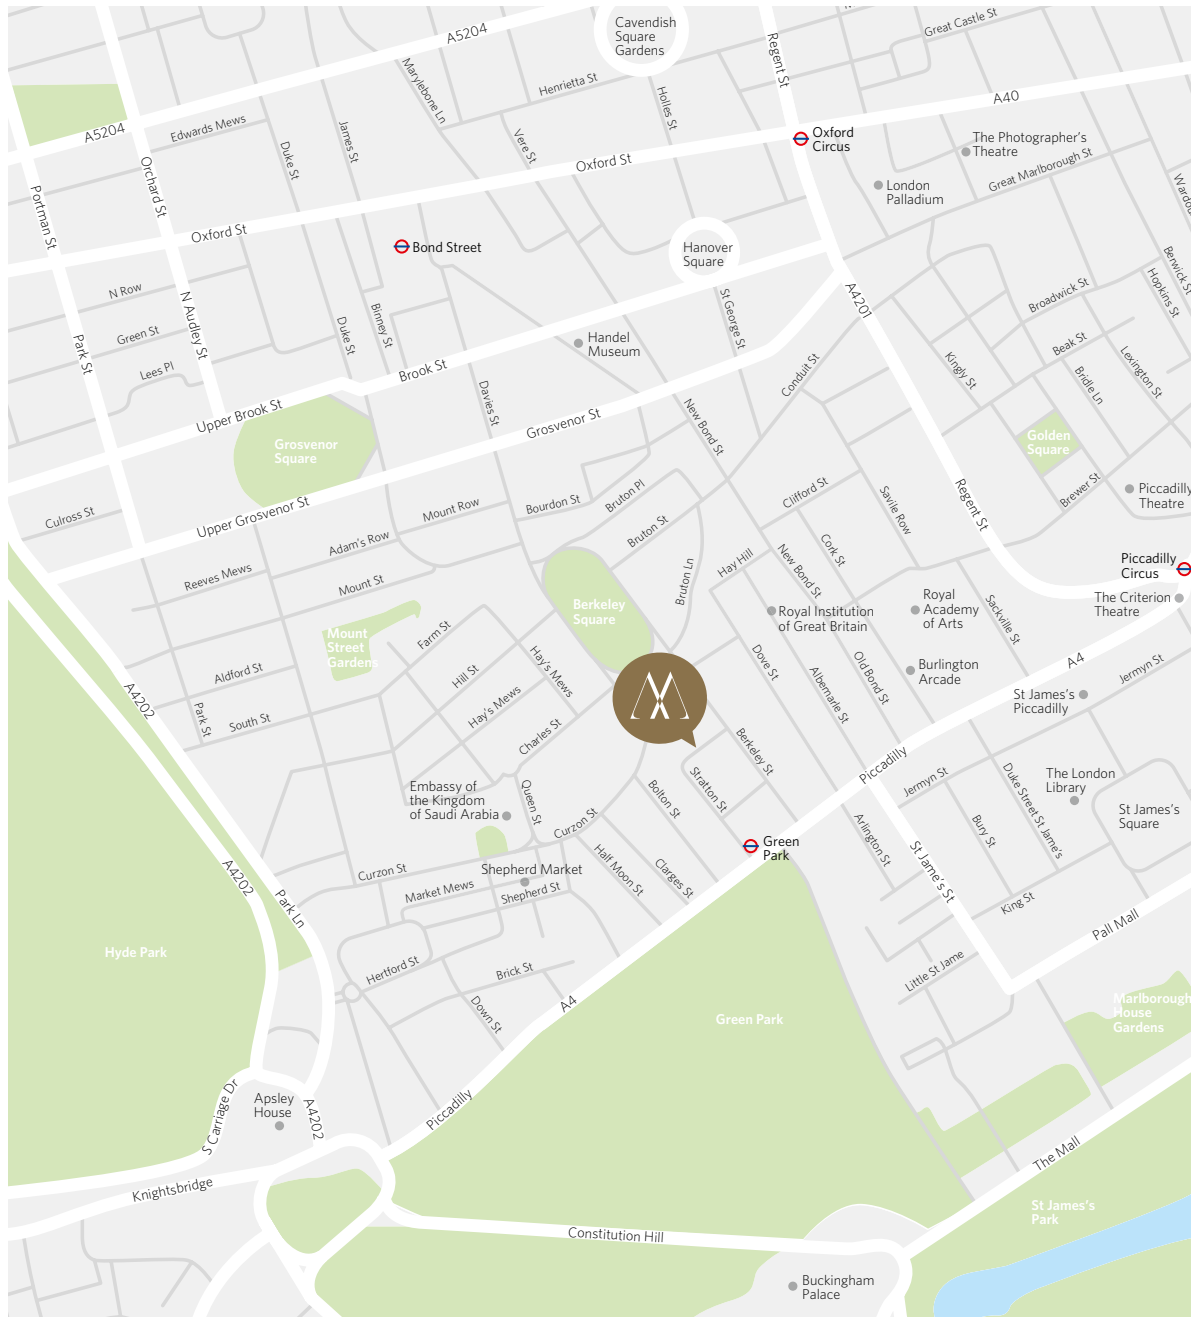 Cavendish
Square
Gardens
A5204
Regent St
Great Castle St
Marylebone Ln
Henrietta St
Holles St
A40
A5204
Edwards Mews
Duke St
James St
Vere St
Oxford St
Oxford
Circus
The Photographer's
Theatre
Great Marlborough St
London
Palladium
Portman St
Orchard St
Oxford St
Bond Street
Hanover
Square
Berwick St
Hopkins St
Broadwick St
N Row
N Audley St
Green St
Park St
Lees Pl
Duke St
Binney St
Handel
Museum
St George St
A4201
Conduit St
Kingly St
Beak St
Bridle Ln
Lexington St
Brook St
Upper Brook St
Davies St
Grosvenor St
New Bond St
Grosvenor
Square
Golden
Square
Brewer St
Piccadilly
Theatre
Culross St
Upper Grosvenor St
Mount Row
Bourdon St
Bruton Pl
Bruton St
Clifford St
Savile Row
Regent St
Adam's Row
Reeves Mews
Mount St
Bruton Ln
Hay Hill
New Bond St
Cork St
Piccadilly
Circus
The Criterion
Theatre
Berkeley
Square
Royal Institution
of Great Britain
Royal
Academy
of Arts
Sackville St
Mount
Street
Gardens
Farm St
Hill St
Hay's Mews
Hay's Mews
Dove St
Albermarle St
Old Bond St
Burlington
Arcade
A4
Jermyn St
St James's
Piccadilly
Aldford St
A4202
Park St
South St
Charles St
Berkeley St
Piccadilly
Stratton St
Bolton St
Embassy of
the Kingdom
of Saudi Arabia
Queen St
Curzon St
Jermyn St
Duke Street St Jame's
The London
Library
St James's
Square
Bury St
Green
Park
Arlington St
St Jame's St
A4202
Park Ln
Curzon St
Market Mews
Shepherd Market
Shepherd St
Half Moon St
Clarges St
King St
Pall Mall
Hyde Park
Hertford St
Brick St
Down St
A4
Little St Jame
Green Park
Marlborough
House
Gardens
S Carriage Dr
Apsley
House
A4202
Piccadilly
The Mall
Knightsbridge
Constitution Hill
St James's
Park
Buckingham
Palace